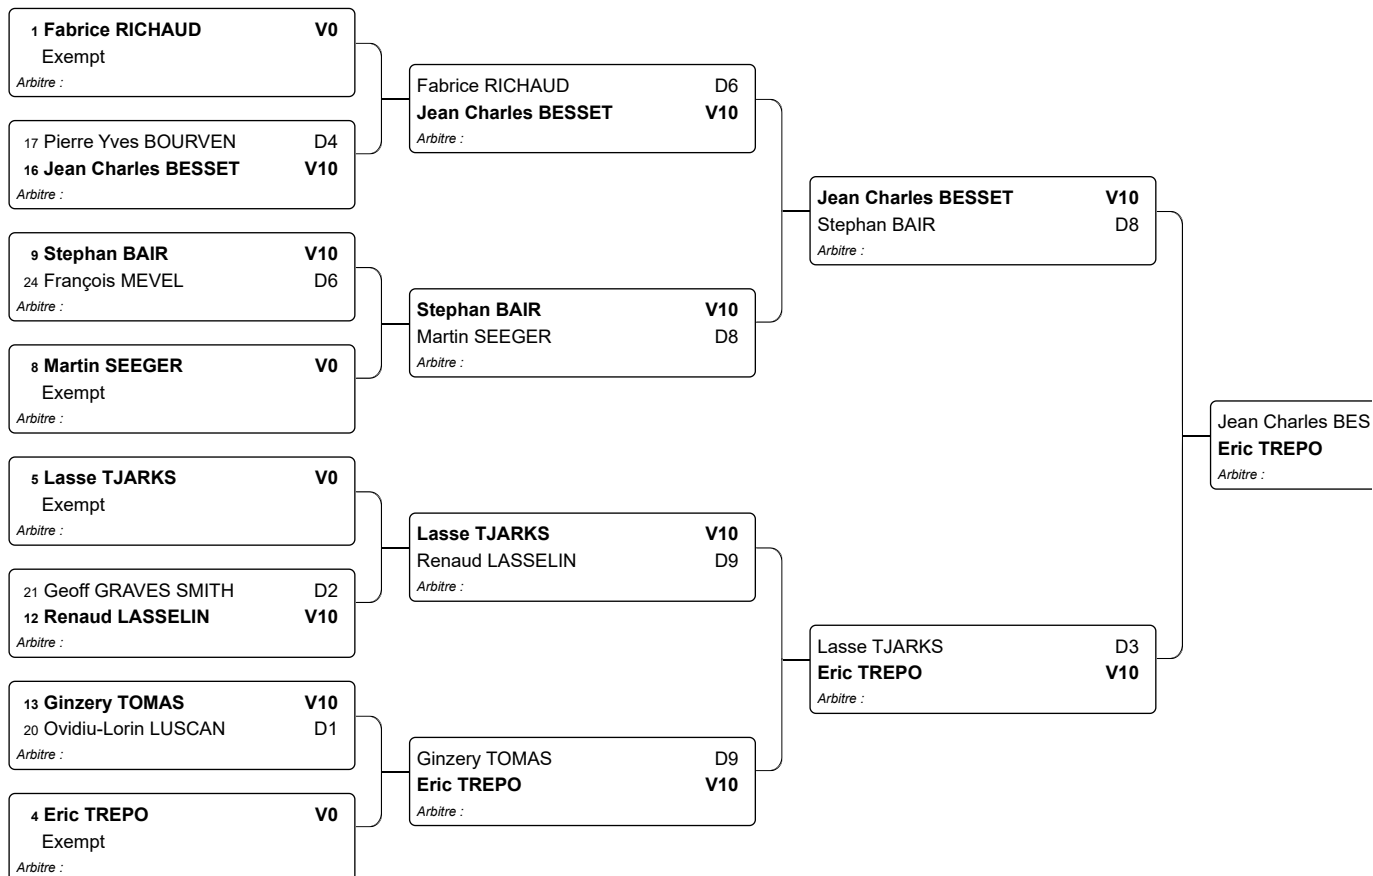 1 Fabrice RICHAUD V0
Exempt
Arbitre :
17 Pierre Yves BOURVEN D4
16 Jean Charles BESSET V10
Arbitre :
9 Stephan BAIR V10
24 François MEVEL D6
Arbitre :
8 Martin SEEGER V0
Exempt
Arbitre :
5 Lasse TJARKS V0
Exempt
Arbitre :
21 Geoff GRAVES SMITH D2
12 Renaud LASSELIN V10
Arbitre :
13 Ginzery TOMAS V10
20 Ovidiu-Lorin LUSCAN D1
Arbitre :
4 Eric TREPO V0
Exempt
Arbitre :
Fabrice RICHAUD D6
Jean Charles BESSET V10
Arbitre :
Stephan BAIR V10
Martin SEEGER D8
Arbitre :
Lasse TJARKS V10
Renaud LASSELIN D9
Arbitre :
Ginzery TOMAS D9
Eric TREPO V10
Arbitre :
Jean Charles BESSET V10
Stephan BAIR D8
Arbitre :
Lasse TJARKS D3
Eric TREPO V10
Arbitre :
Jean Charles BES
Eric TREPO
Arbitre :